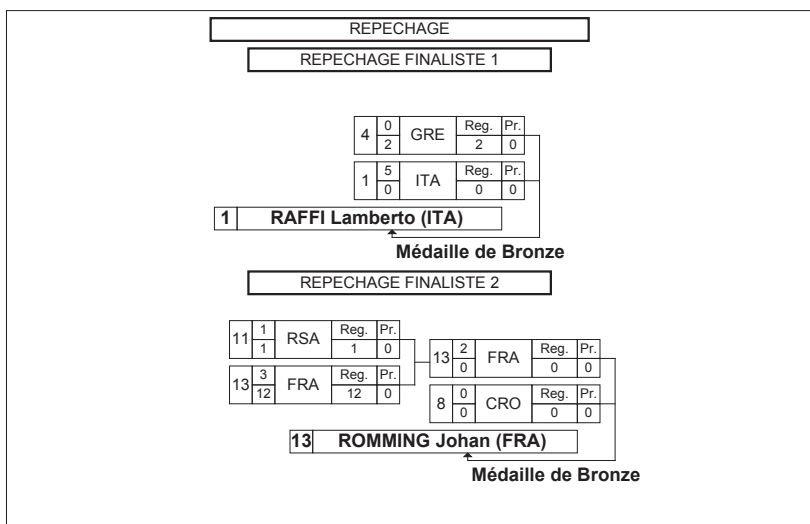 REPECHAGE
REPECHAGE FINALISTE 1
4 0 GRE Reg. Pr.
2 2 0
1 5 ITA Reg. Pr.
0 0 0
1 RAFFI Lamberto (ITA)
Médaille de Bronze
REPECHAGE FINALISTE 2
11 1 RSA Reg. Pr.
1 1 0
13 3 FRA Reg. Pr.
12 12 0
13 2 FRA Reg. Pr.
0 0 0
8 0 CRO Reg. Pr.
0 0 0
13 ROMMING Johan (FRA)
Médaille de Bronze